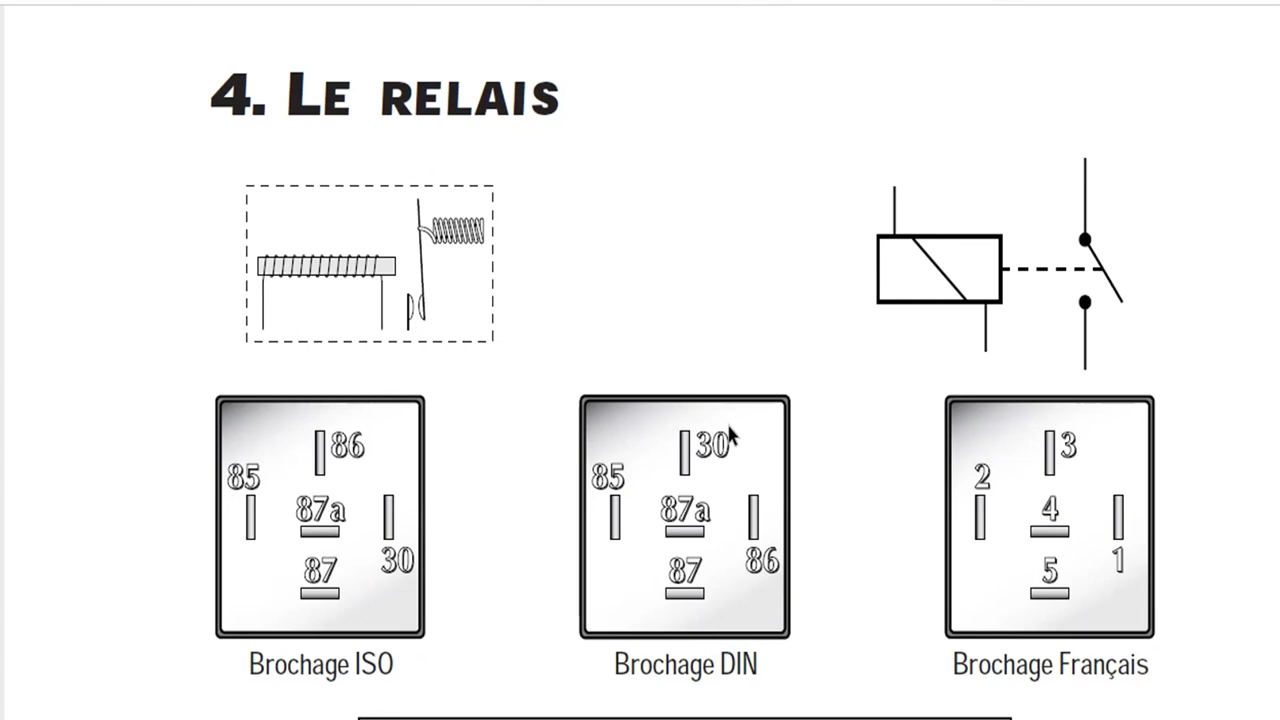 4. LE RELAIS
86
85
87a
30
87
Brochage ISO
30
85
87a
86
87
Brochage DIN
3
2
4
1
5
Brochage Français